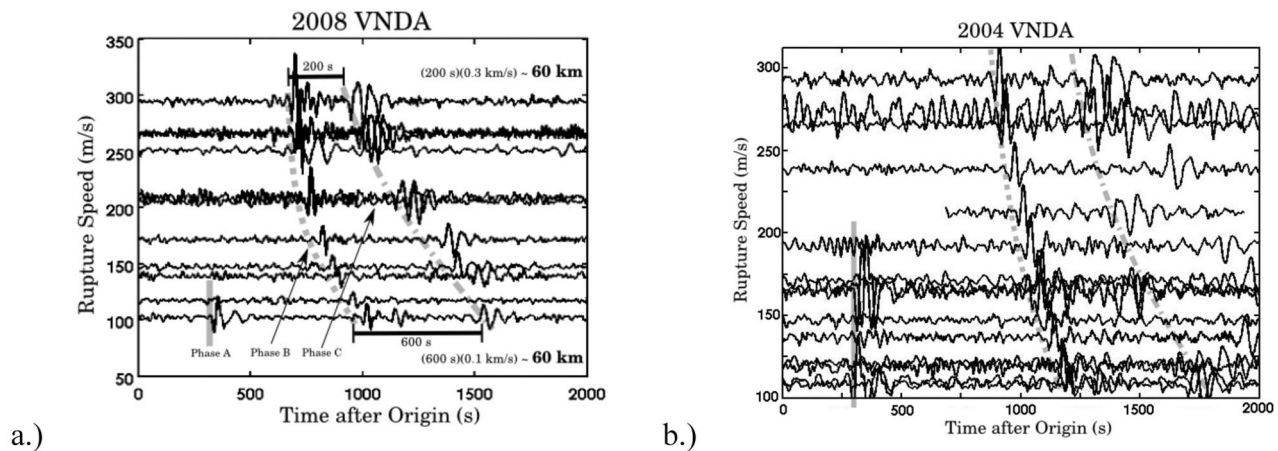 2008 VNDA
350
300
250
200
150
100
50
Rupture Speed (m/s)
200 s
(200 s)(0.3 km/s) ~ 60 km
Phase A
Phase B
Phase C
600 s
(600 s)(0.1 km/s) ~ 60 km
0
500
1000
1500
2000
Time after Origin (s)
a.)
2004 VNDA
300
250
200
150
100
Rupture Speed (m/s)
0
500
1000
1500
2000
Time after Origin (s)
b.)